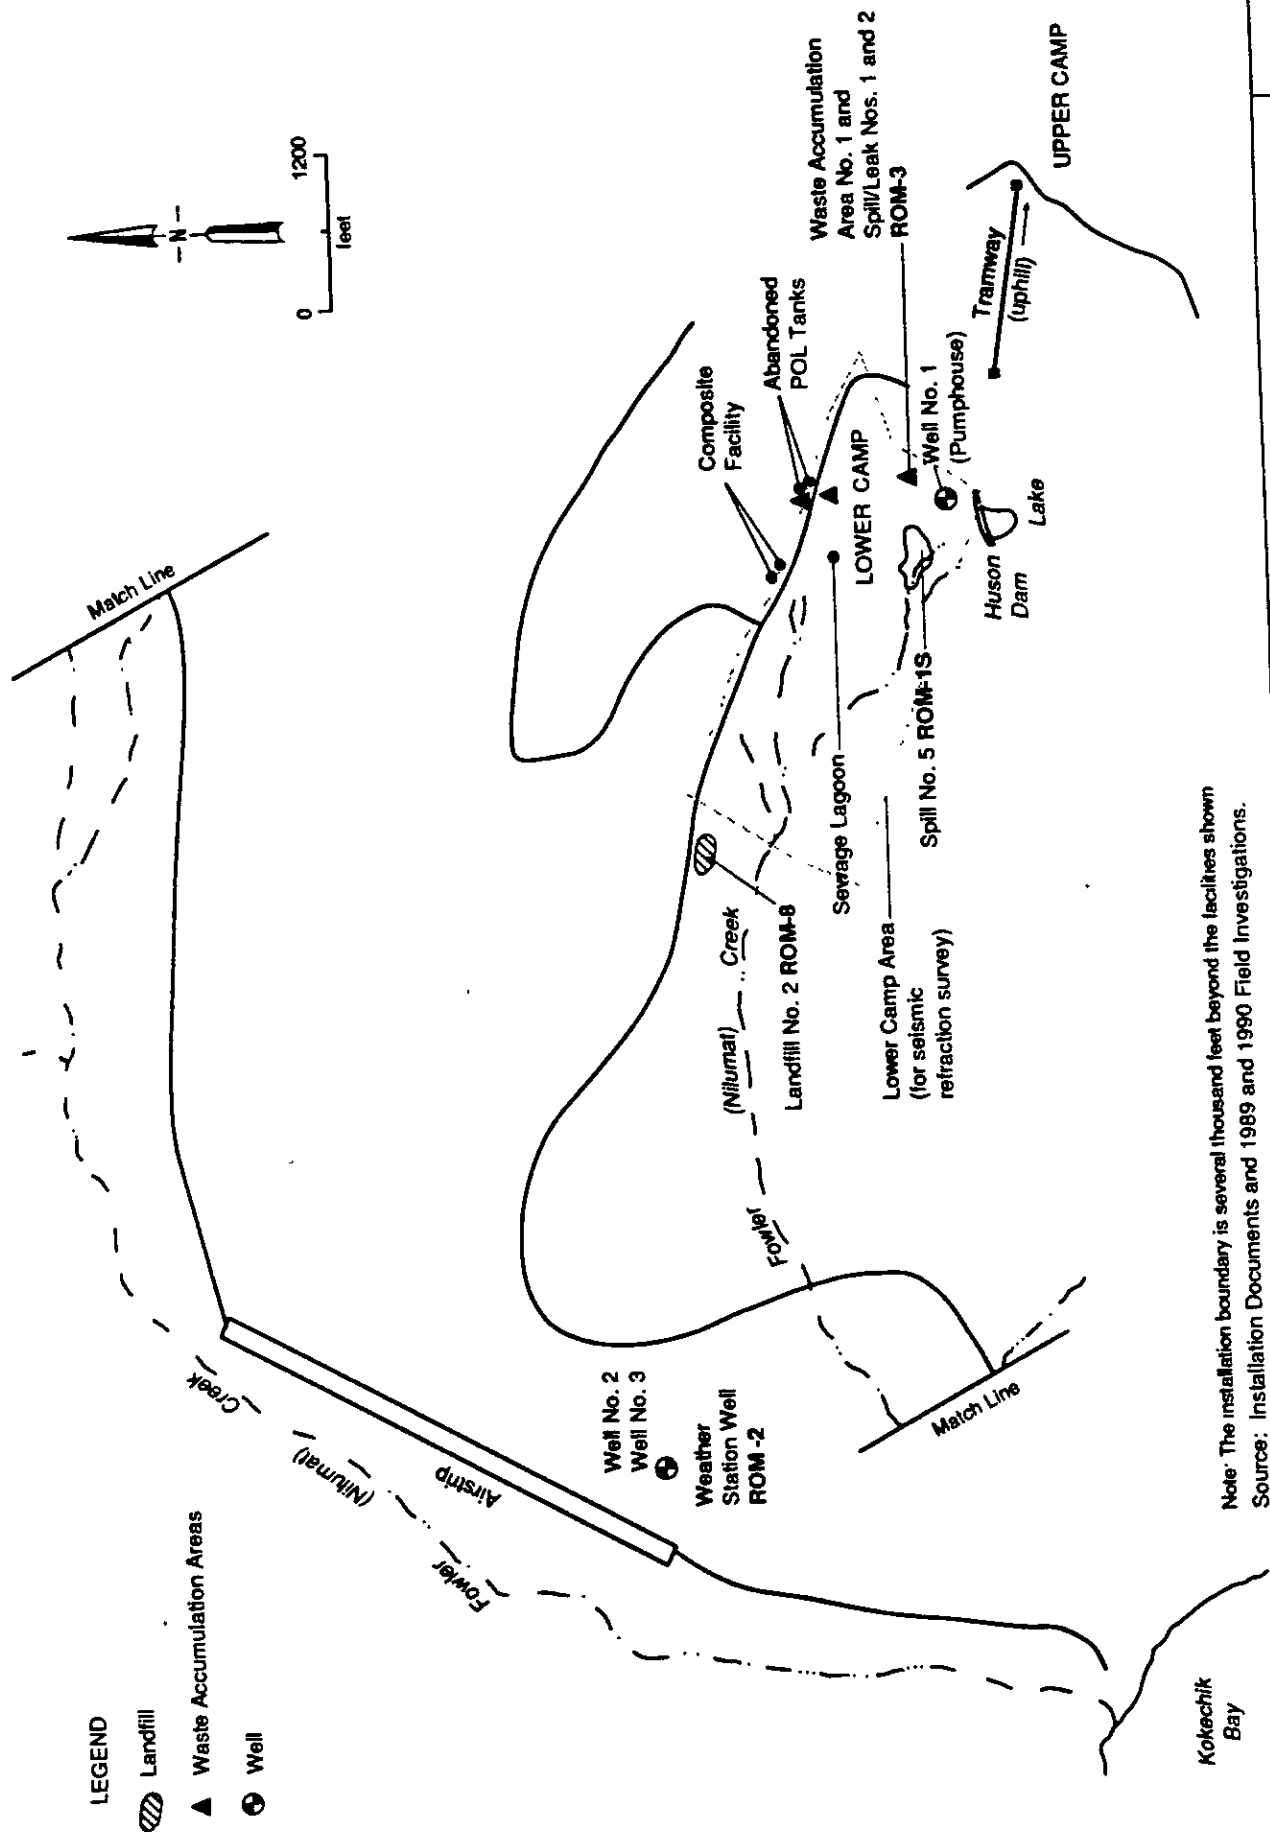 LEGEND
Landfill
Waste Accumulation Areas
Well
0
1200
feet
-N-
Match Line
Creek
(Nilumat)
Fowler
Airstrip
Well No. 2
Well No. 3
Weather
Station Well
ROM-2
Kokechik
Bay
Match Line
Fowler
(Nilumat)
Creek
Landfill No. 2 ROM-8
Sewage Lagoon
Lower Camp Area
(for seismic
refraction survey)
Spill No. 5 ROM-1S
Composite
Facility
Abandoned
POL Tanks
LOWER CAMP
Waste Accumulation
Area No. 1 and
Spill/Leak Nos. 1 and 2
ROM-3
Well No. 1
(Pumphouse)
Huson
Dam
Lake
Tramway
(uphill)
UPPER CAMP
Note: The installation boundary is several thousand feet beyond the facilities shown
Source: Installation Documents and 1989 and 1990 Field Investigations.